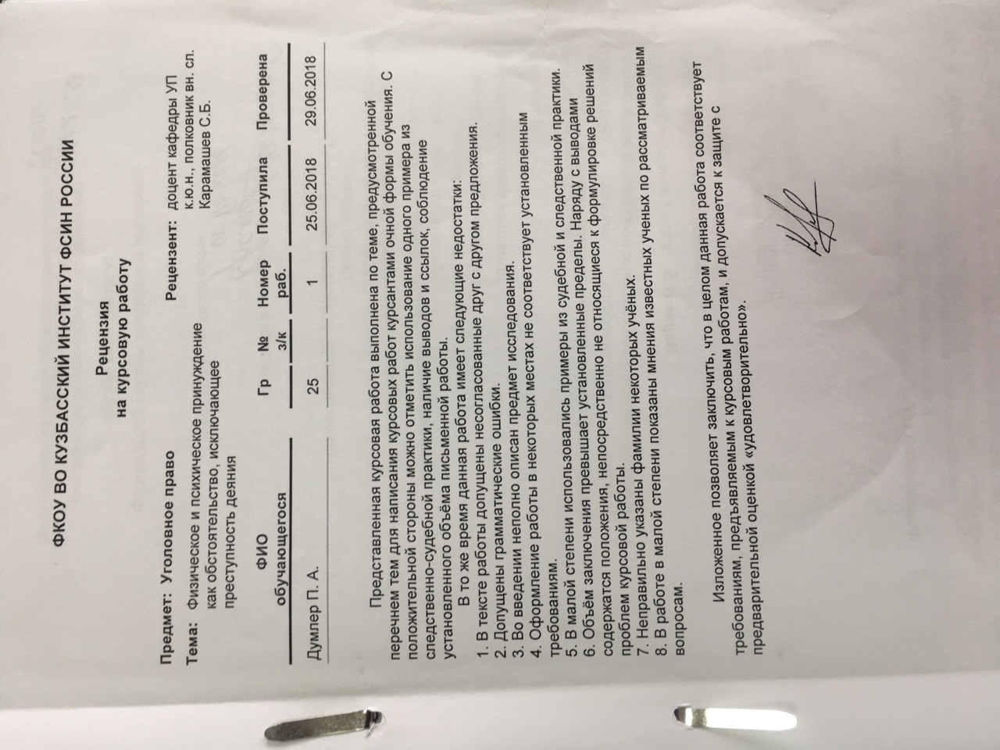 ФКОУ ВО КУЗБАССКИЙ ИНСТИТУТ ФСИН РОССИИ
Рецензия
на курсовую работу
Предмет: Уголовное право
Рецензент: доцент кафедры УП
к.ю.н., полковник вн. сл.
Карамашев С.Б.
Тема: Физическое и психическое принуждение
как обстоятельство, исключающее
преступность деяния
ФИО обучающегося Гр № з/к Номер раб. Поступила Проверена
Думлер П. А. 25 1 25.06.2018 29.06.2018
Представленная курсовая работа выполнена по теме, предусмотренной
перечнем тем для написания курсовых работ курсантами очной формы обучения. С
положительной стороны можно отметить использование одного примера из
следственно-судебной практики, наличие выводов и ссылок, соблюдение
установленного объёма письменной работы.
В то же время данная работа имеет следующие недостатки:
1. В тексте работы допущены несогласованные друг с другом предложения.
2. Допущены грамматические ошибки.
3. Во введении неполно описан предмет исследования.
4. Оформление работы в некоторых местах не соответствует установленным
требованиям.
5. В малой степени использовались примеры из судебной и следственной практики.
6. Объём заключения превышает установленные пределы. Наряду с выводами
содержатся положения, непосредственно не относящиеся к формулировке решений
проблем курсовой работы.
7. Неправильно указаны фамилии некоторых учёных.
8. В работе в малой степени показаны мнения известных ученых по рассматриваемым
вопросам.
Изложенное позволяет заключить, что в целом данная работа соответствует
требованиям, предъявляемым к курсовым работам, и допускается к защите с
предварительной оценкой «удовлетворительно».